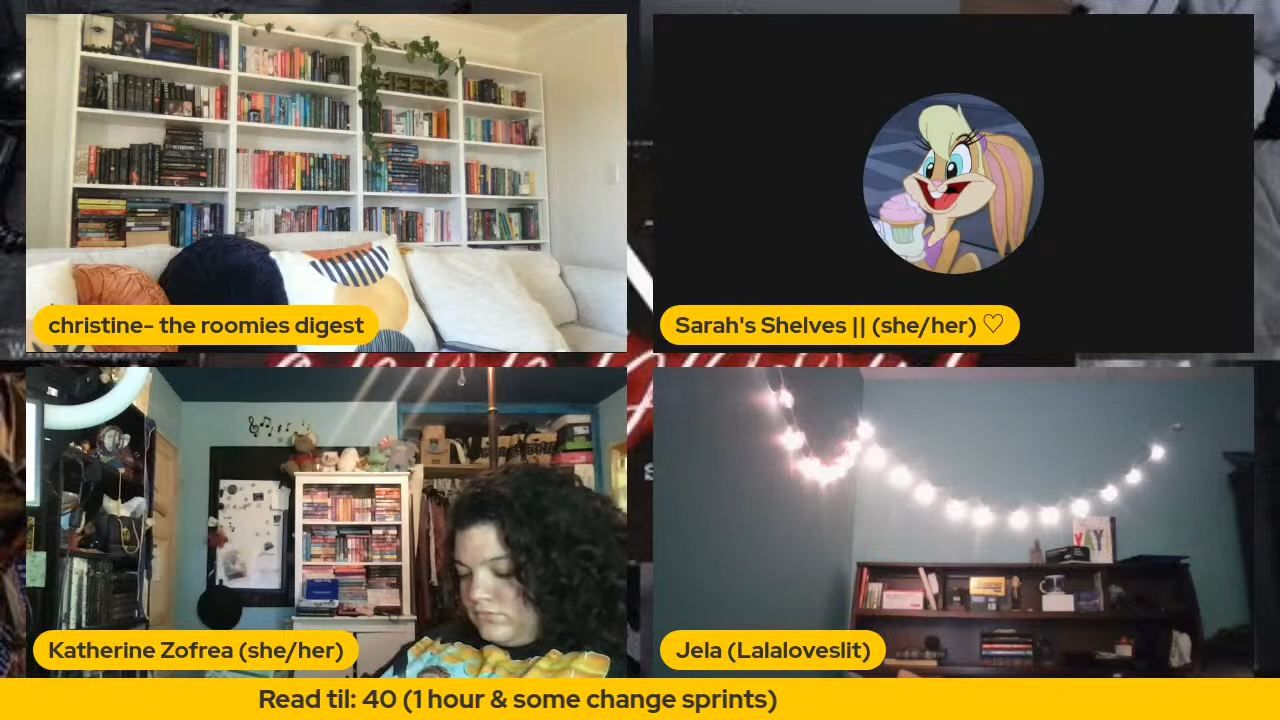 christine- the roomies digest
Sarah's Shelves || (she/her) ♡
Katherine Zofrea (she/her)
YAY
Jela (Lalaloveslit)
Read til: 40 (1 hour & some change sprints)